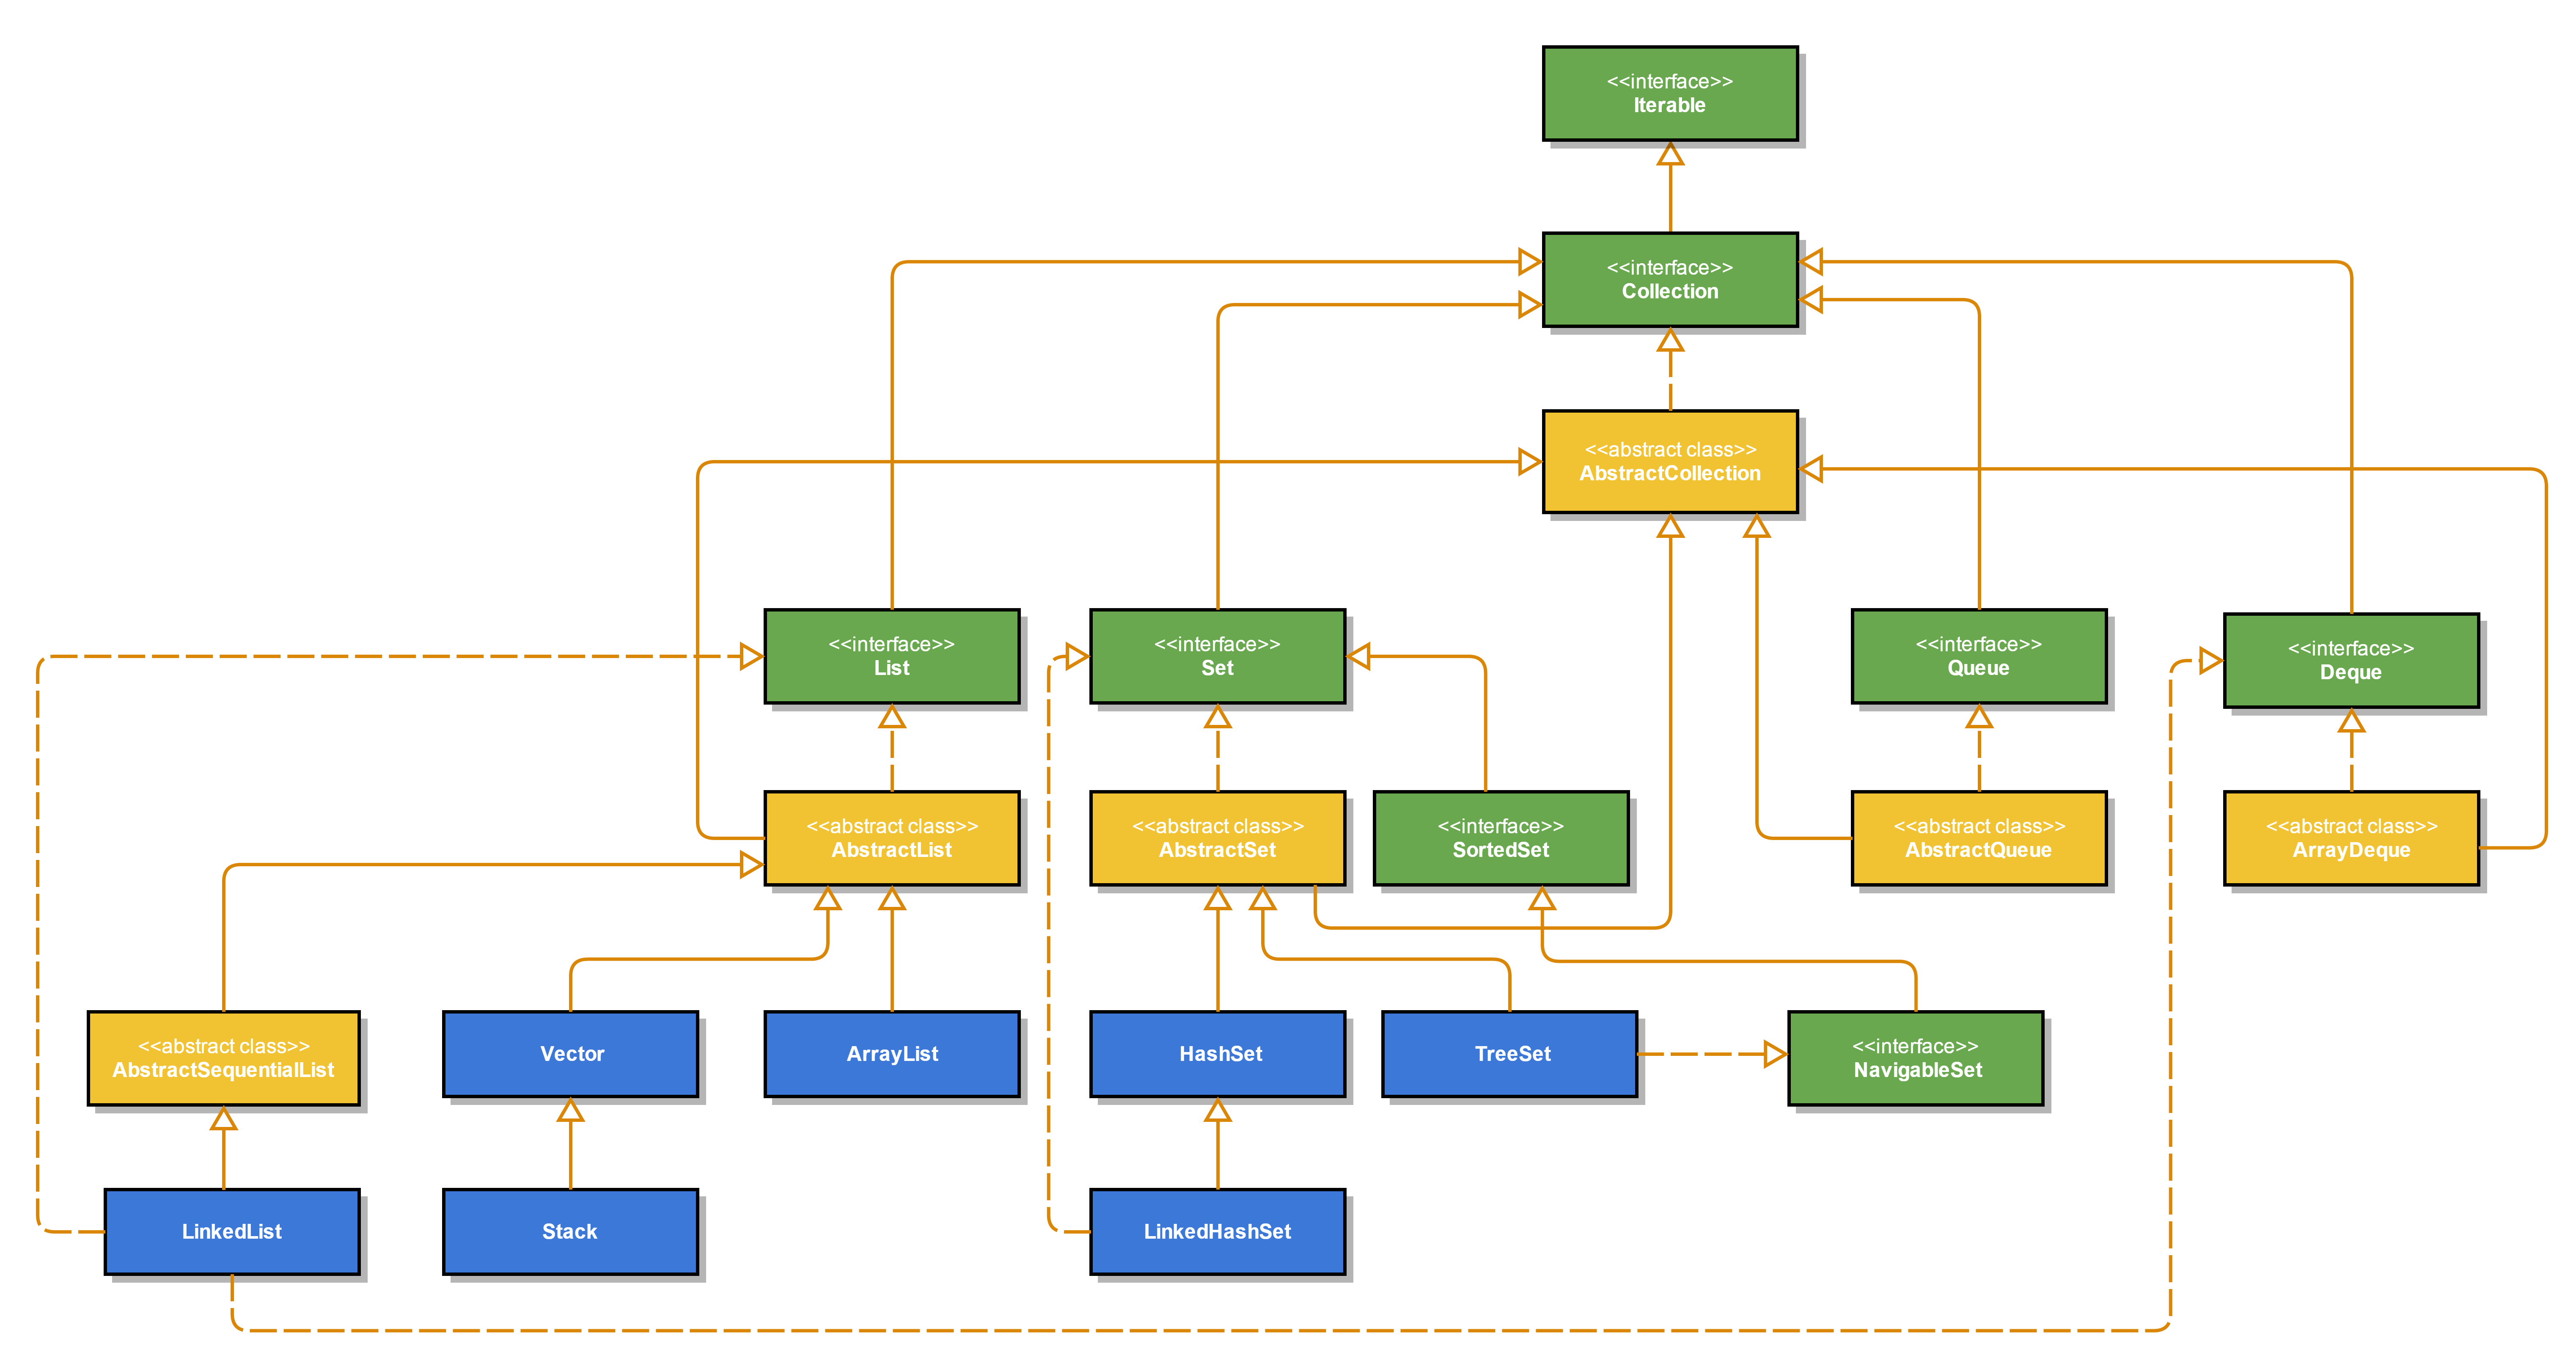 <<interface>>
Iterable
<<interface>>
Collection
<<abstract class>>
AbstractCollection
<<interface>>
List
<<interface>>
Set
<<interface>>
Queue
<<interface>>
Deque
<<abstract class>>
AbstractList
<<abstract class>>
AbstractSet
<<interface>>
SortedSet
<<abstract class>>
AbstractQueue
<<abstract class>>
ArrayDeque
<<abstract class>>
AbstractSequentialList
Vector
ArrayList
HashSet
TreeSet
<<interface>>
NavigableSet
LinkedList
Stack
LinkedHashSet